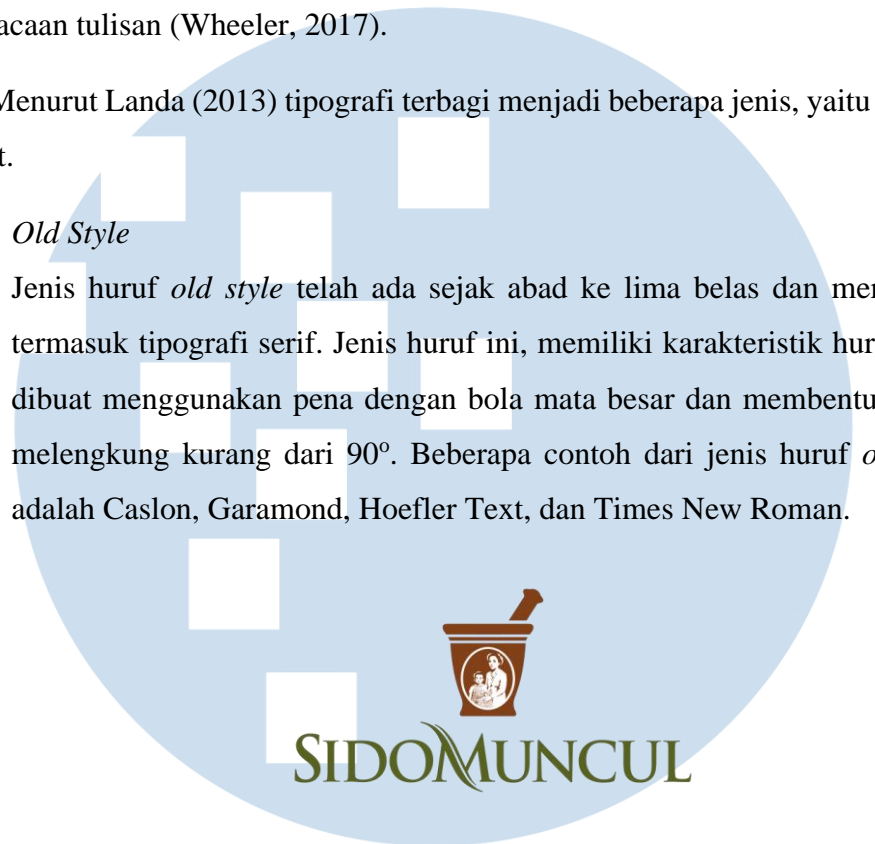 acaan tulisan (Wheeler, 2017).
Menurut Landa (2013) tipografi terbagi menjadi beberapa jenis, yaitu
t.
Old Style
Jenis huruf old style telah ada sejak abad ke lima belas dan mer
termasuk tipografi serif. Jenis huruf ini, memiliki karakteristik hur
dibuat menggunakan pena dengan bola mata besar dan membentu
melengkung kurang dari 90º. Beberapa contoh dari jenis huruf o
adalah Caslon, Garamond, Hoefler Text, dan Times New Roman.
SIDOMUNCUL